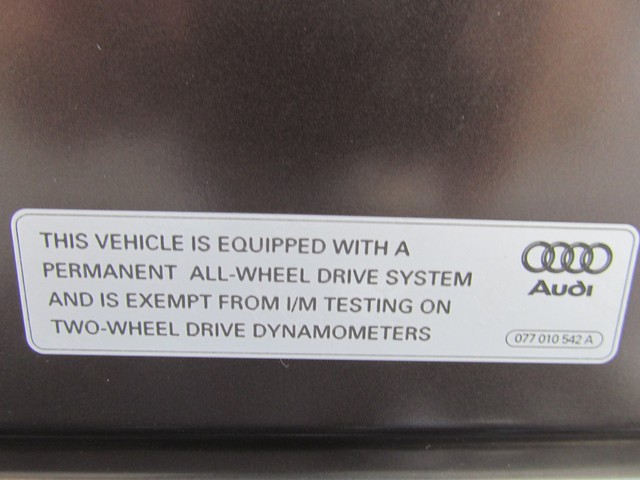 THIS VEHICLE IS EQUIPPED WITH A
PERMANENT ALL-WHEEL DRIVE SYSTEM
AND IS EXEMPT FROM I/M TESTING ON
TWO-WHEEL DRIVE DYNAMOMETERS
Audi
077 010 542 A